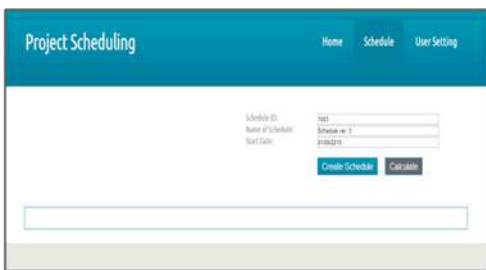 Project Scheduling
Home Schedule User Setting
Schedule ID:
Name of Schedule: Schedule ver. 3
Start Date:
Create Schedule Calculate